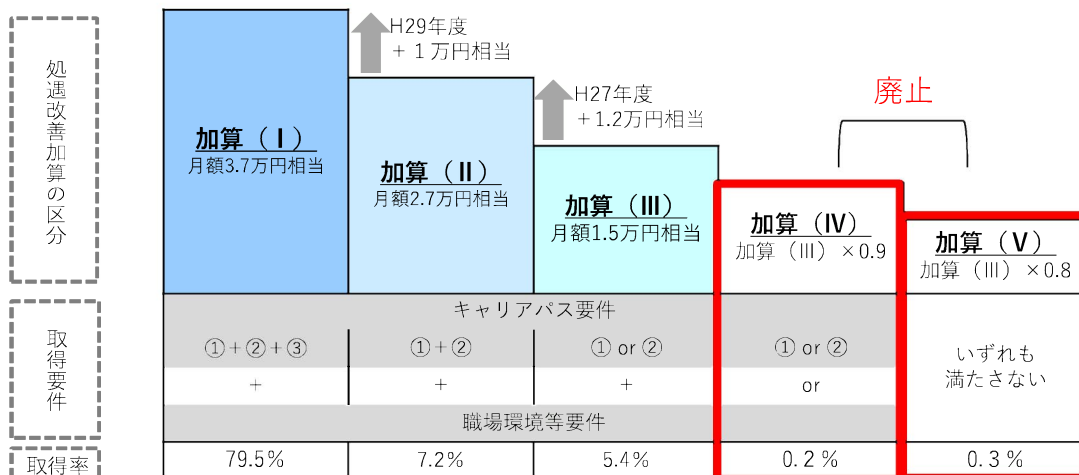 処遇改善加算の区分
H29年度
+ 1 万円相当
H27年度
+1.2万円相当
廃止
加算（Ⅰ）
月額3.7万円相当
加算（Ⅱ）
月額2.7万円相当
加算（Ⅲ）
月額1.5万円相当
加算（Ⅳ）
加算（Ⅲ）×0.9
加算（Ⅴ）
加算（Ⅲ）×0.8
取得要件
キャリアパス要件
①+②+③
①+②
① or ②
① or ②
+
+
+
or
いずれも
満たさない
職場環境等要件
取得率
79.5%
7.2%
5.4%
0.2%
0.3%